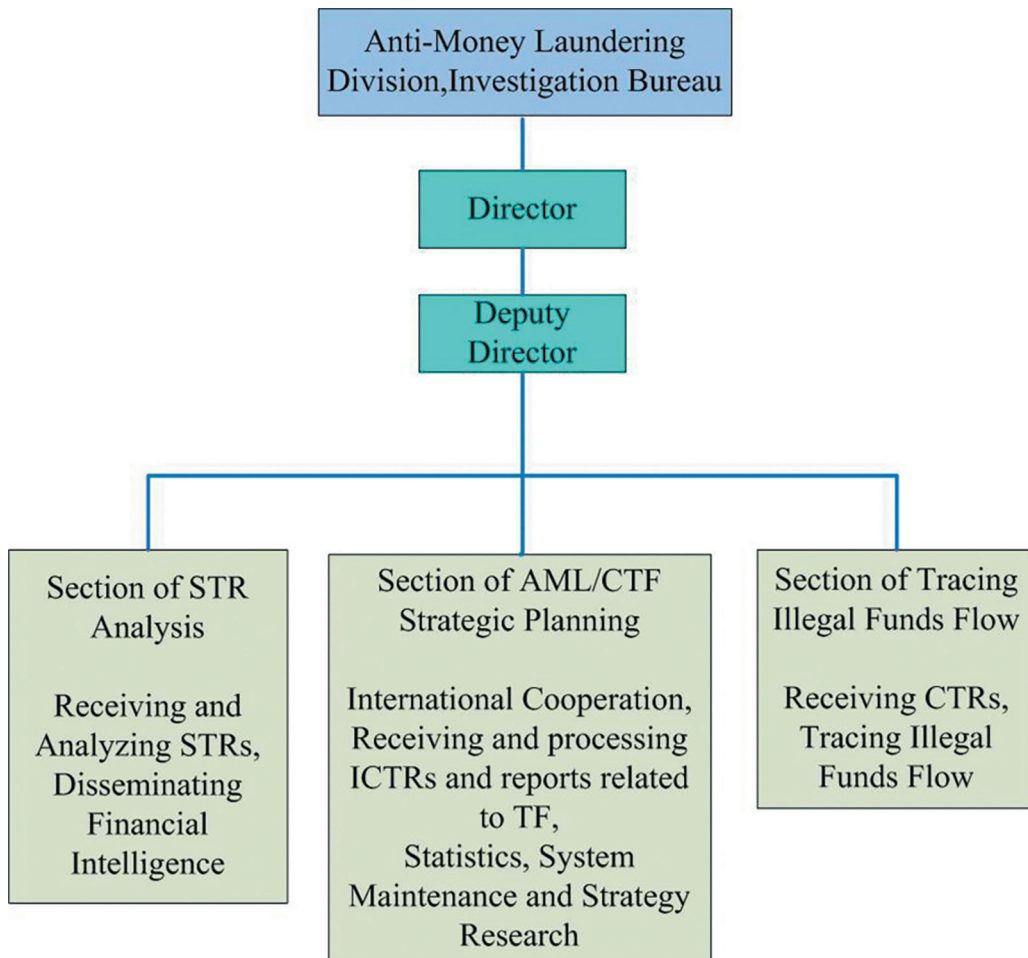 Anti-Money Laundering
Division,Investigation Bureau
Director
Deputy
Director
Section of STR
Analysis
Receiving and
Analyzing STRs,
Disseminating
Financial
Intelligence
Section of AML/CTF
Strategic Planning
International Cooperation,
Receiving and processing
ICTRs and reports related
to TF,
Statistics, System
Maintenance and Strategy
Research
Section of Tracing
Illegal Funds Flow
Receiving CTRs,
Tracing Illegal
Funds Flow